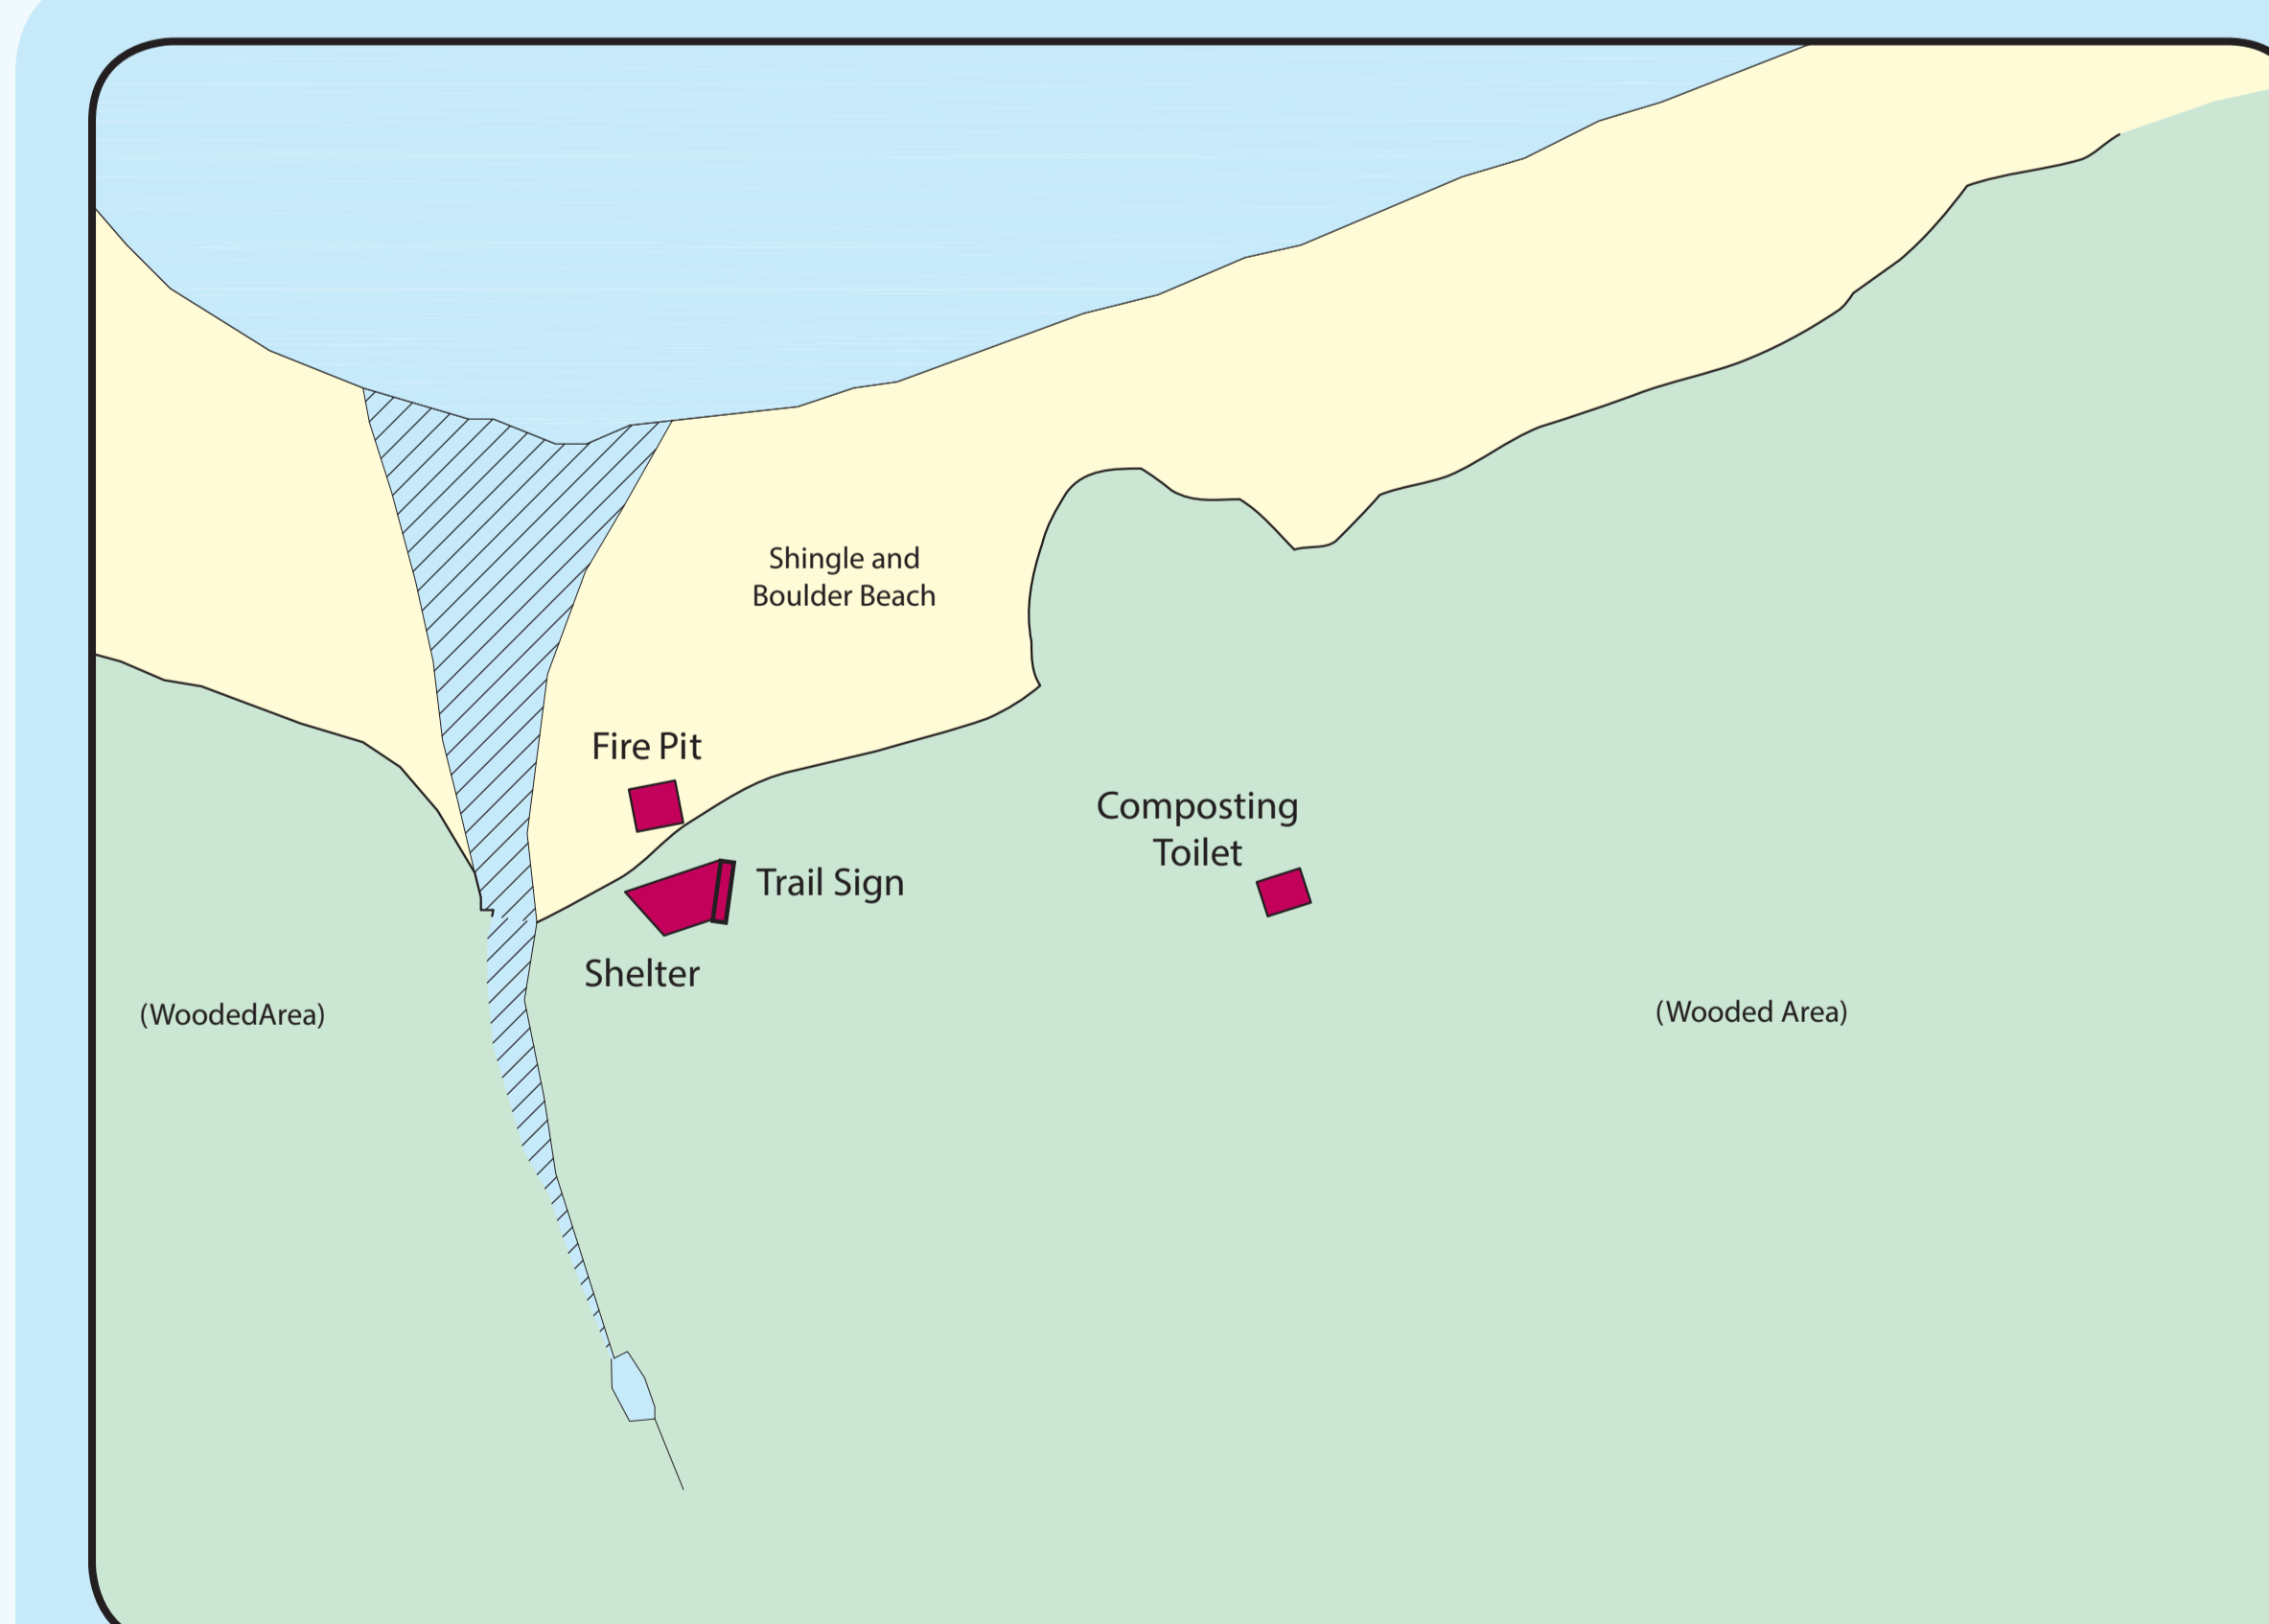 Shingle and
Boulder Beach
Fire Pit
Composting
Toilet
Trail Sign
Shelter
(WoodedArea)
(Wooded Area)